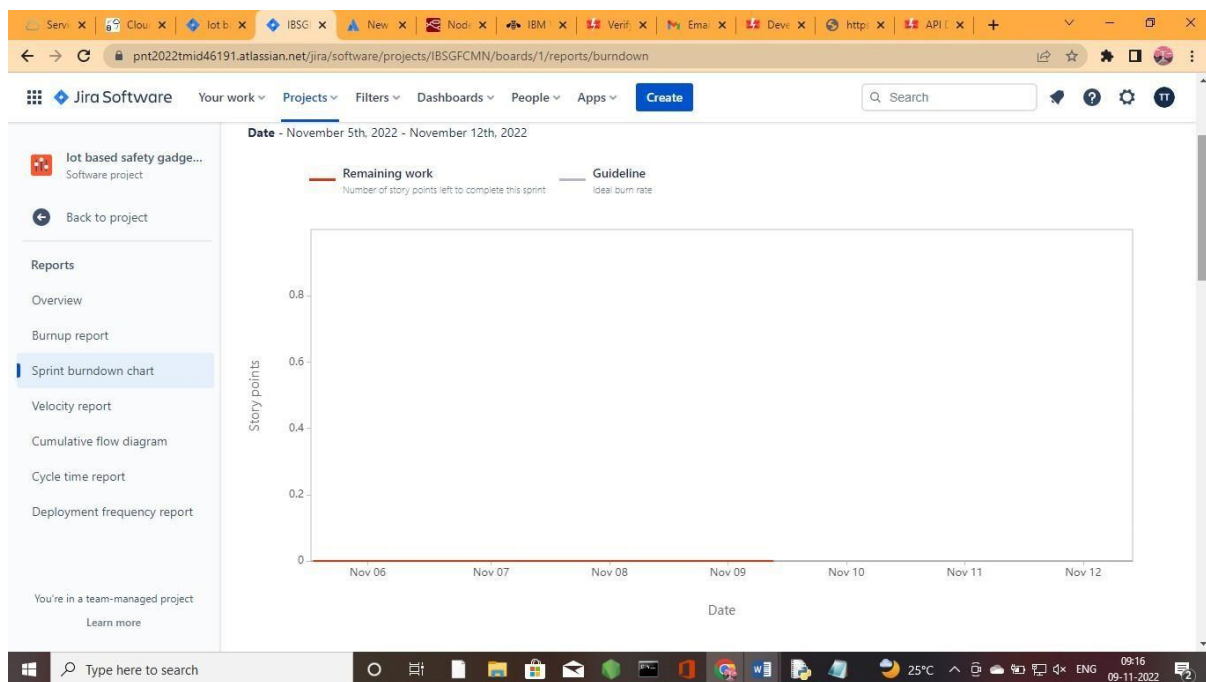 Servi
Clou
Iot b
IBSG
New
Node
IBM
Verif
Emai
Deve
http:
API D
pnt2022tmid46191.atlassian.net/jira/software/projects/IBSGFCMN/boards/1/reports/burndown
Jira Software Your work Projects Filters Dashboards People Apps Create Search TT
Date - November 5th, 2022 - November 12th, 2022
Iot based safety gadge...
Software project
Back to project
Reports
Overview
Burnup report
Sprint burndown chart
Velocity report
Cumulative flow diagram
Cycle time report
Deployment frequency report
You're in a team-managed project
Learn more
Remaining work
Number of story points left to complete this sprint
Guideline
Ideal burn rate
Story points
0.8
0.6
0.4
0.2
0
Nov 06 Nov 07 Nov 08 Nov 09 Nov 10 Nov 11 Nov 12
Date
Type here to search
25°C ENG
09:16
09-11-2022
2